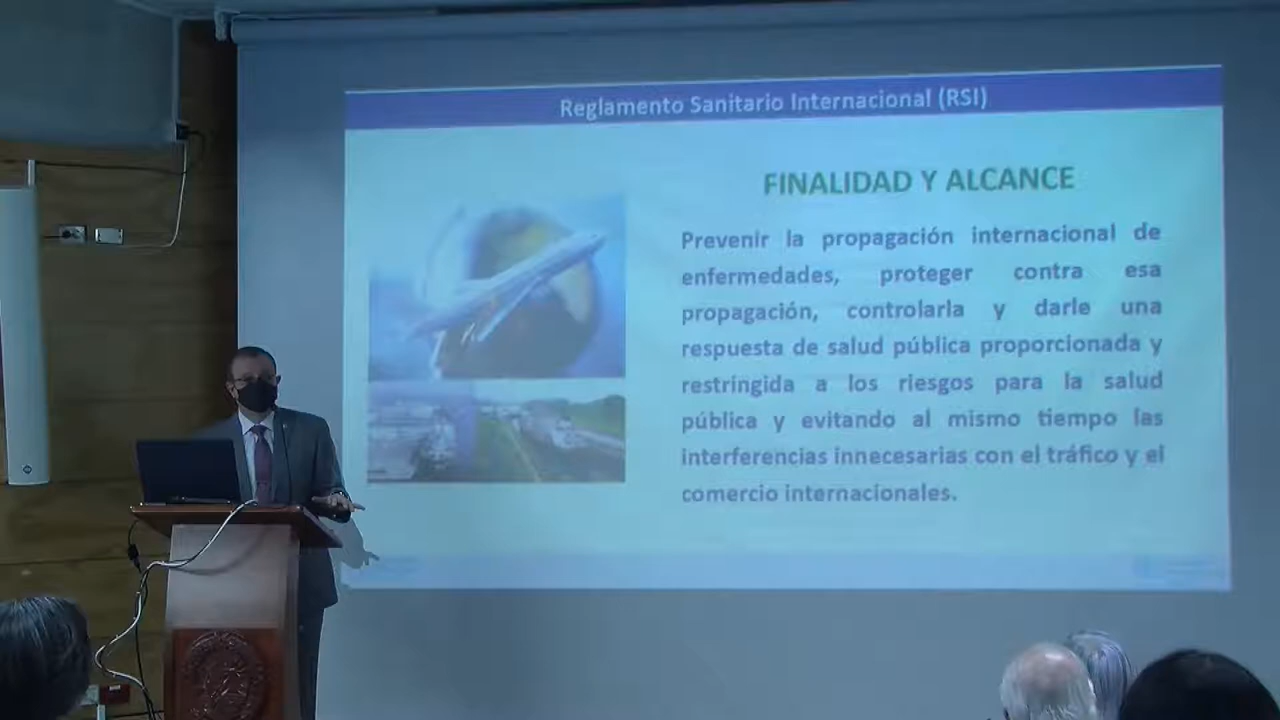 Reglamento Sanitario Internacional (RSI)
FINALIDAD Y ALCANCE
Prevenir la propagación internacional de
enfermedades, proteger contra esa
propagación, controlarla y darle una
respuesta de salud pública proporcionada y
restringida a los riesgos para la salud
pública y evitando al mismo tiempo las
interferencias innecesarias con el tráfico y el
comercio internacionales.